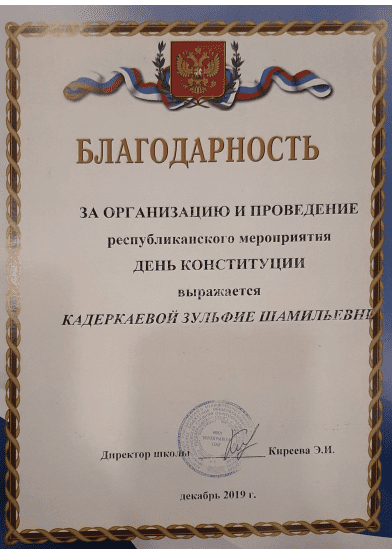 БЛАГОДАРНОСТЬ
ЗА ОРГАНИЗАЦИЮ И ПРОВЕДЕНИЕ
республиканского мероприятия
ДЕНЬ КОНСТИТУЦИИ
выражается
КАДЕРКАЕВОЙ ЗУЛЬФИЕ ШАМИЛЬЕВНЕ
Директор школы Киреева Э.И.
декабрь 2019 г.